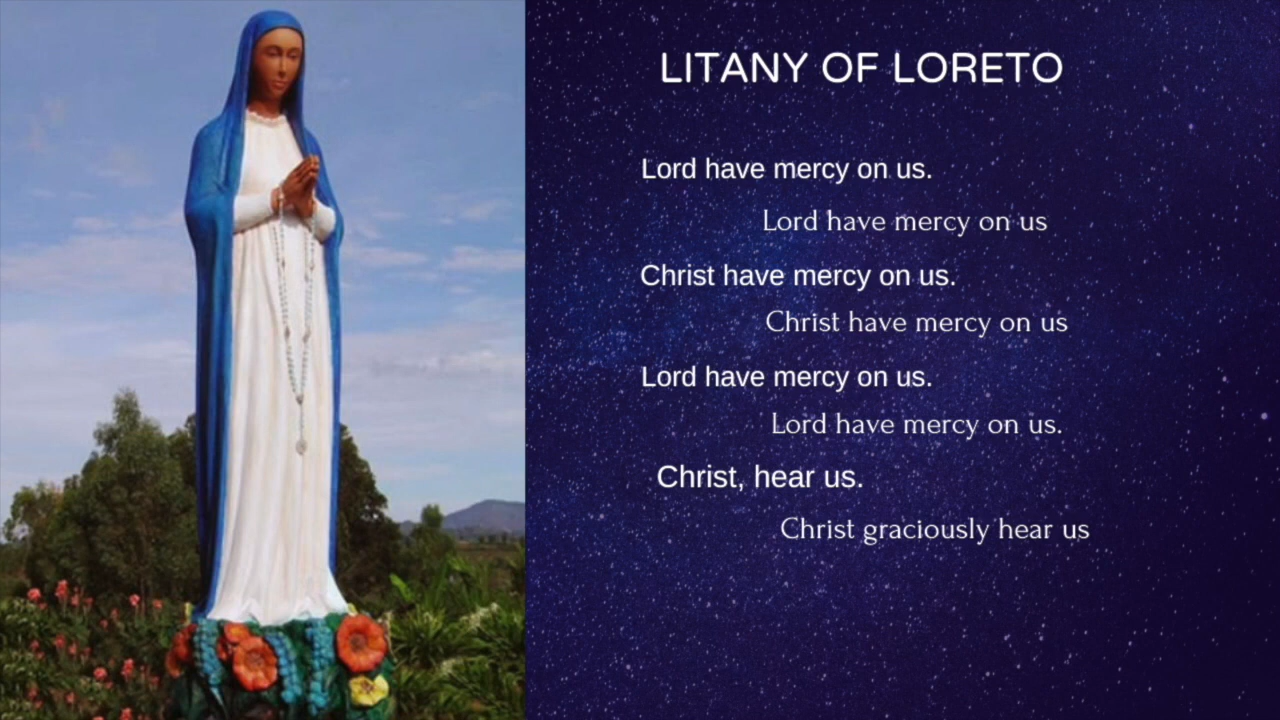 LITANY OF LORETO
Lord have mercy on us.
Lord have mercy on us
Christ have mercy on us.
Christ have mercy on us
Lord have mercy on us.
Lord have mercy on us.
Christ, hear us.
Christ graciously hear us